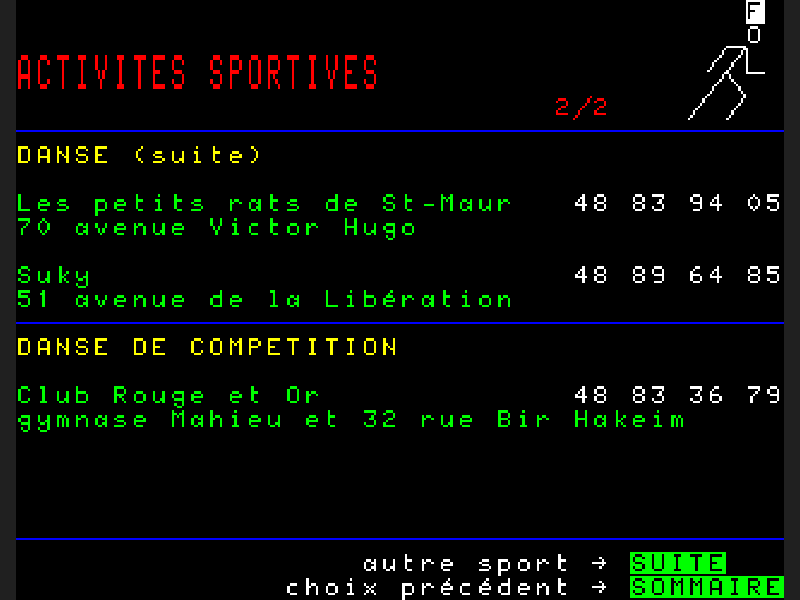 F
ACTIVITES SPORTIVES
2/2
DANSE (suite)
Les petits rats de St-Maur 48 83 94 05
70 avenue Victor Hugo
Suky 48 89 64 85
51 avenue de la Libération
DANSE DE COMPETITION
Club Rouge et Or 48 83 36 79
gymnase Mahieu et 32 rue Bir Hakeim
autre sport → SUITE
choix précédent → SOMMAIRE